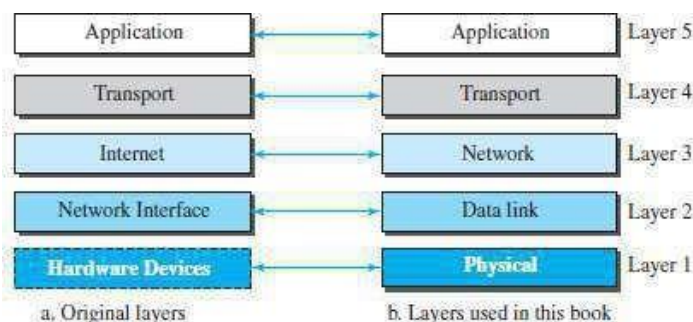 Application Application Layer 5
Transport Transport Layer 4
Internet Network Layer 3
Network Interface Data link Layer 2
Hardware Devices Physical Layer 1
a. Original layers b. Layers used in this book